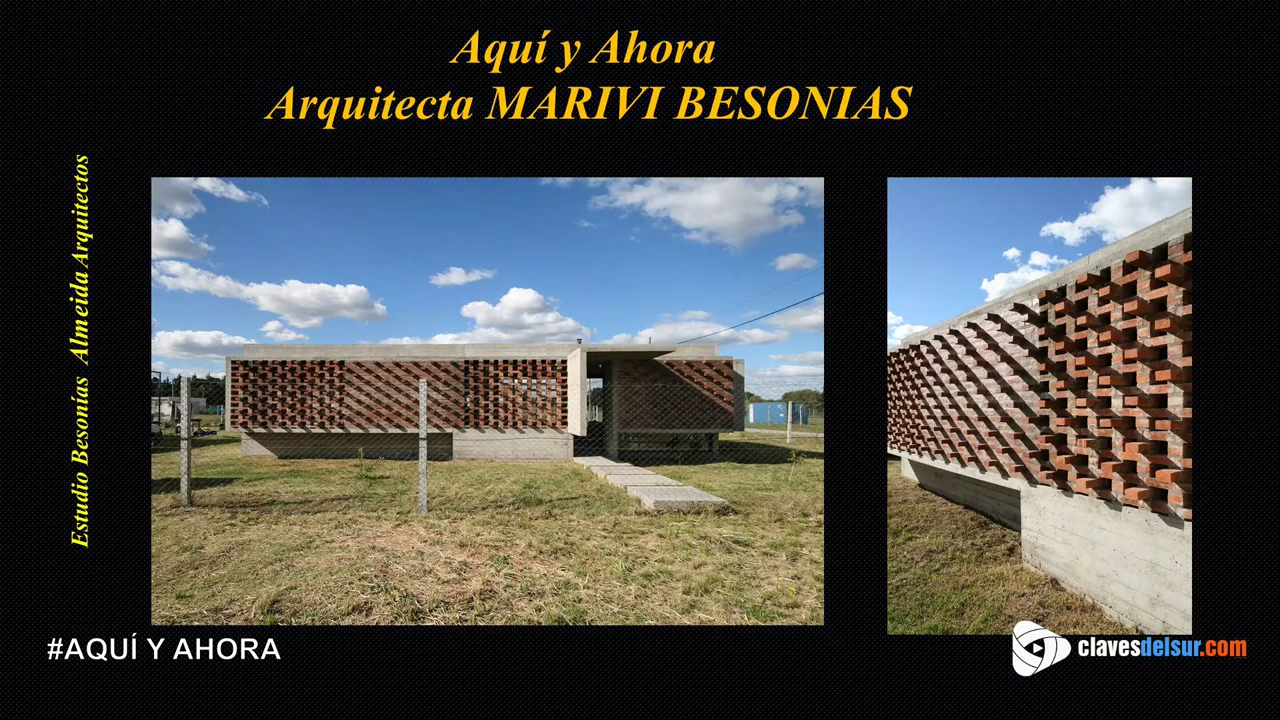 Aquí y Ahora
Arquitecta MARIVI BESONIAS
Estudio Besonías Almeida Arquitectos
#AQUÍ Y AHORA
clavesdelsur.com